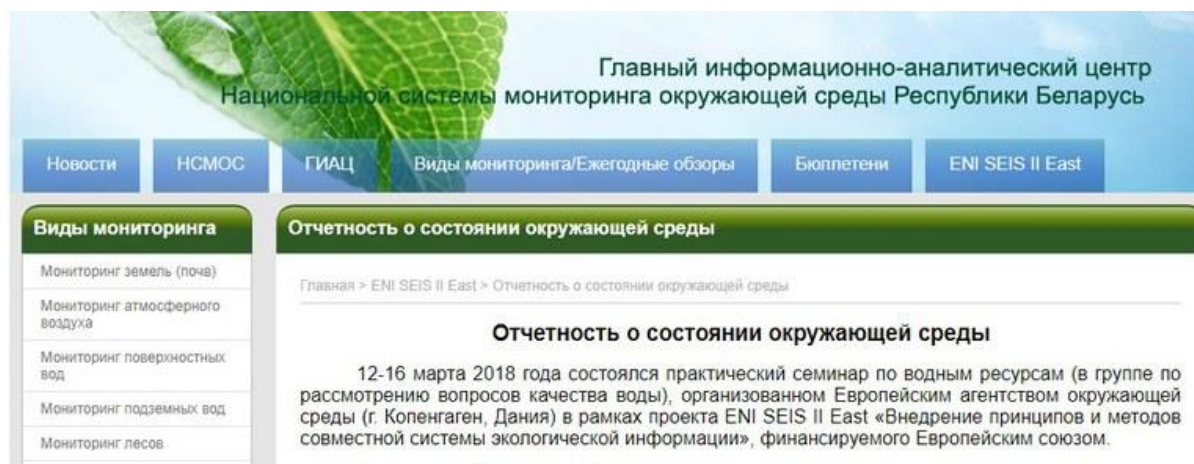 Главный информационно-аналитический центр
Национальной системы мониторинга окружающей среды Республики Беларусь
Новости НСМОС ГИАЦ Виды мониторинга/Ежегодные обзоры Бюллетени ENI SEIS II East
Виды мониторинга
Мониторинг земель (почв)
Мониторинг атмосферного
воздуха
Мониторинг поверхностных
вод
Мониторинг подземных вод
Мониторинг лесов
Отчетность о состоянии окружающей среды
Главная > ENI SEIS II East > Отчетность о состоянии окружающей среды
Отчетность о состоянии окружающей среды
12-16 марта 2018 года состоялся практический семинар по водным ресурсам (в группе по
рассмотрению вопросов качества воды), организованном Европейским агентством окружающей
среды (г. Копенгаген, Дания) в рамках проекта ENI SEIS II East «Внедрение принципов и методов
совместной системы экологической информации», финансируемого Европейским союзом.